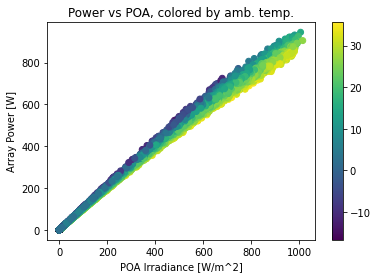 Power vs POA, colored by amb. temp.
Array Power [W]
800
600
400
200
0
0 200 400 600 800 1000
POA Irradiance [W/m^2]
30
20
10
0
−10